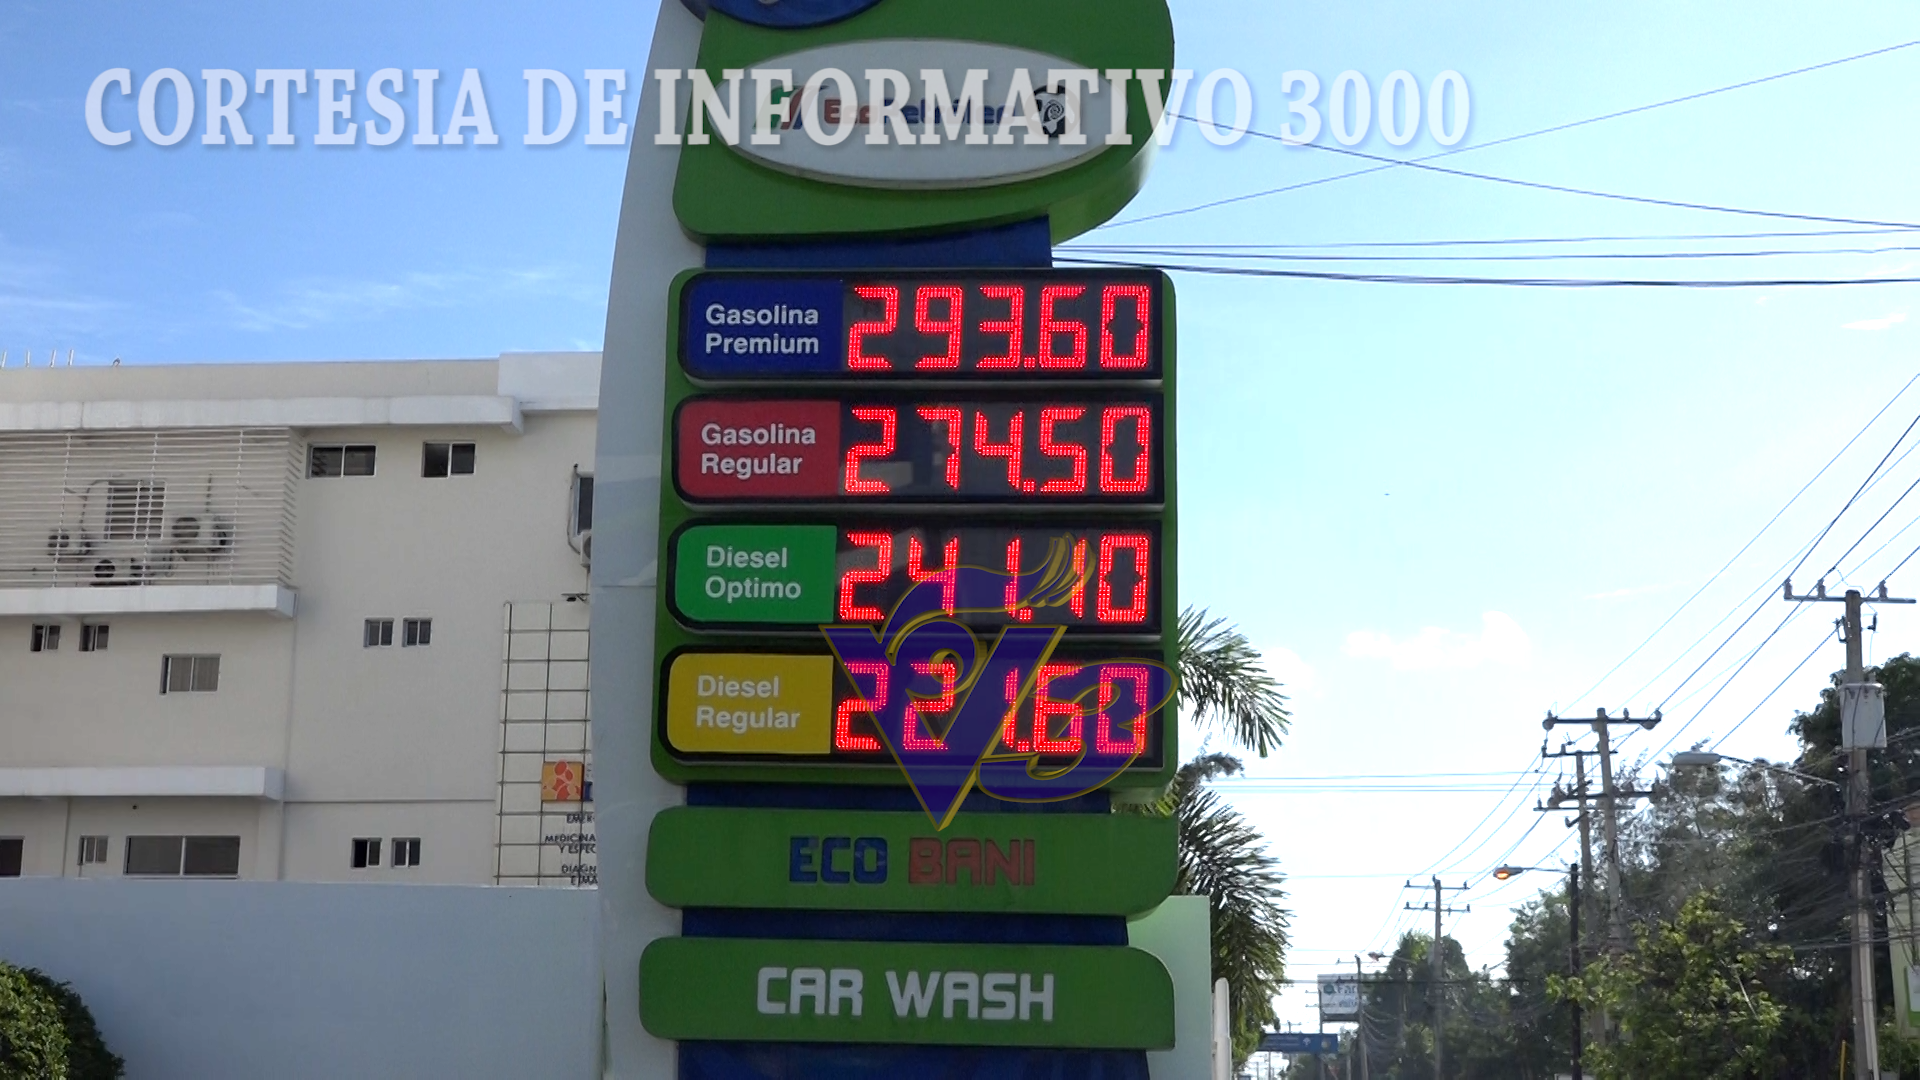 CORTESIA DE INFORMATIVO 3000
Gasolina
Premium
293.60
Gasolina
Regular
274.50
Diesel
Optimo
241.10
Diesel
Regular
221.60
ECO BANI
CAR WASH